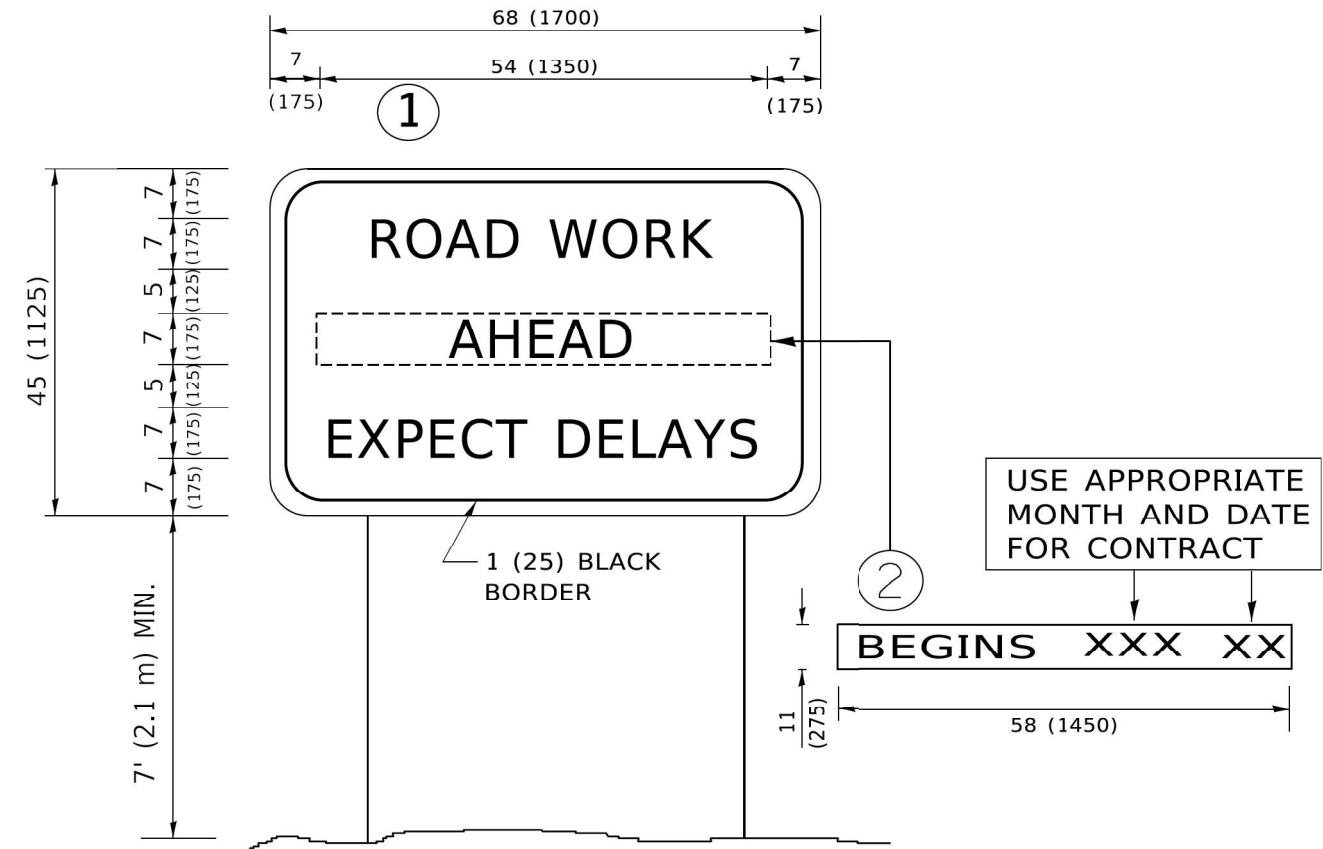 68 (1700)
7
54 (1350)
7
(175)
(175)
1
7
(175)
7
(175)
5
(125)
7
(175)
5
(125)
7
(175)
7
(175)
45 (1125)
ROAD WORK
AHEAD
EXPECT DELAYS
1 (25) BLACK
BORDER
7' (2.1 m) MIN.
USE APPROPRIATE
MONTH AND DATE
FOR CONTRACT
2
BEGINS XXX XX
11
(275)
58 (1450)